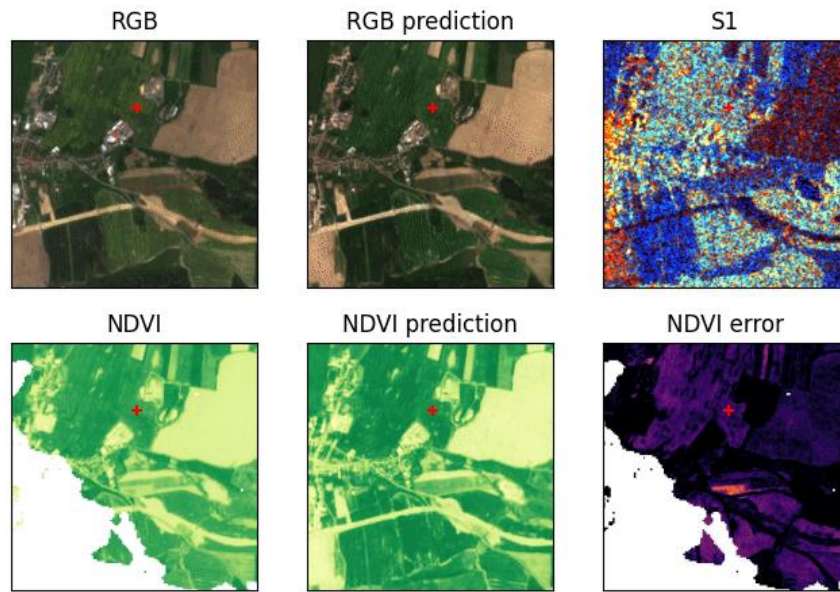 RGB
RGB prediction
S1
NDVI
NDVI prediction
NDVI error